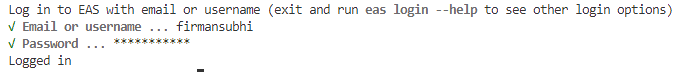 Log in to EAS with email or username (exit and run eas login --help to see other login options)
√ Email or username ... firmansubhi
√ Password ... ***********
Logged in